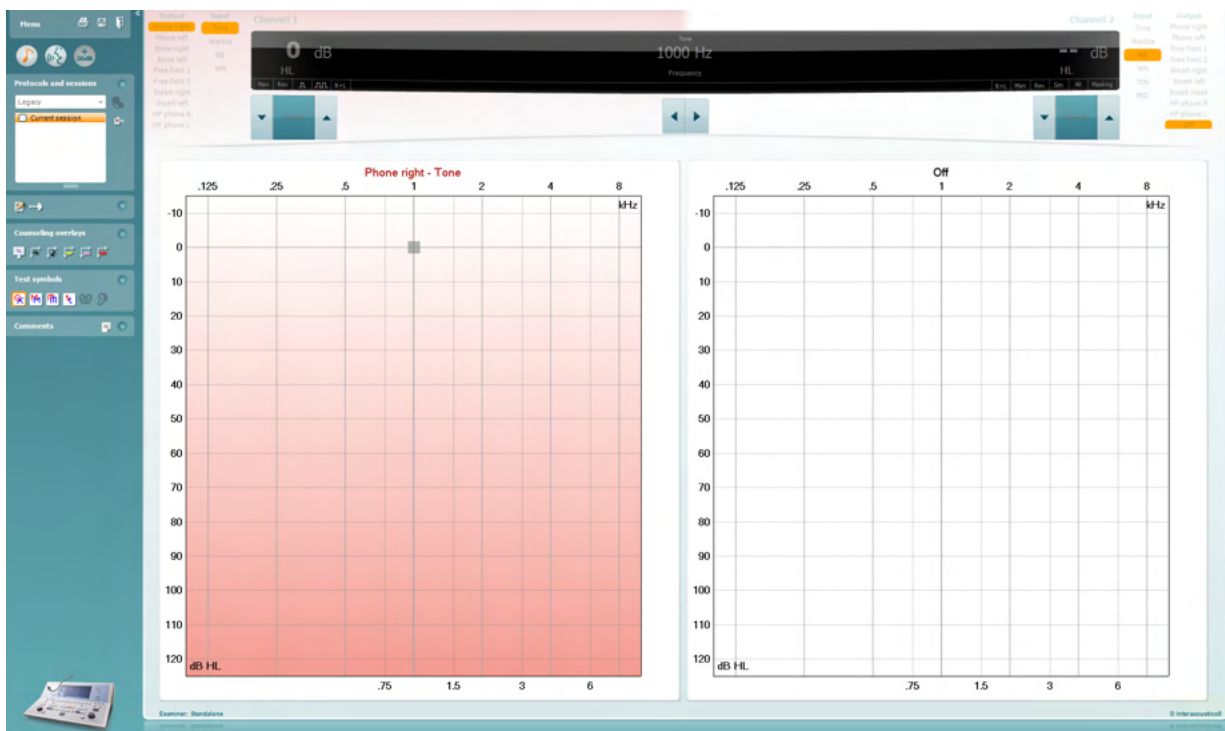 Menu
Protocols and sessions
Legacy
Current session
Counseling overlays
Test symbols
Comments
Output
Phone right
Phone left
Bone right
Bone left
Free field 1
Free field 2
Insert right
Insert left
HF phone R
HF phone L
Input
Tone
Warble
NB
WN
Channel 1
0 dB
HL
Man Rev R+L
Tone
1000 Hz
Frequency
Channel 2
-- dB
HL
R+L Man Rev Sim Alt Masking
Input
Tone
Warble
NB
WN
TEN
PED
Output
Phone right
Phone left
Free field 1
Free field 2
Insert right
Insert left
Insert mask
HF phone R
HF phone L
Off
Phone right - Tone
.125 .25 .5 1 2 4 8
kHz
-10
0
10
20
30
40
50
60
70
80
90
100
110
120
dB HL
.75 1.5 3 6
Off
.125 .25 .5 1 2 4 8
kHz
-10
0
10
20
30
40
50
60
70
80
90
100
110
120
dB HL
.75 1.5 3 6
Examiner: Standalone
© Interacoustics®